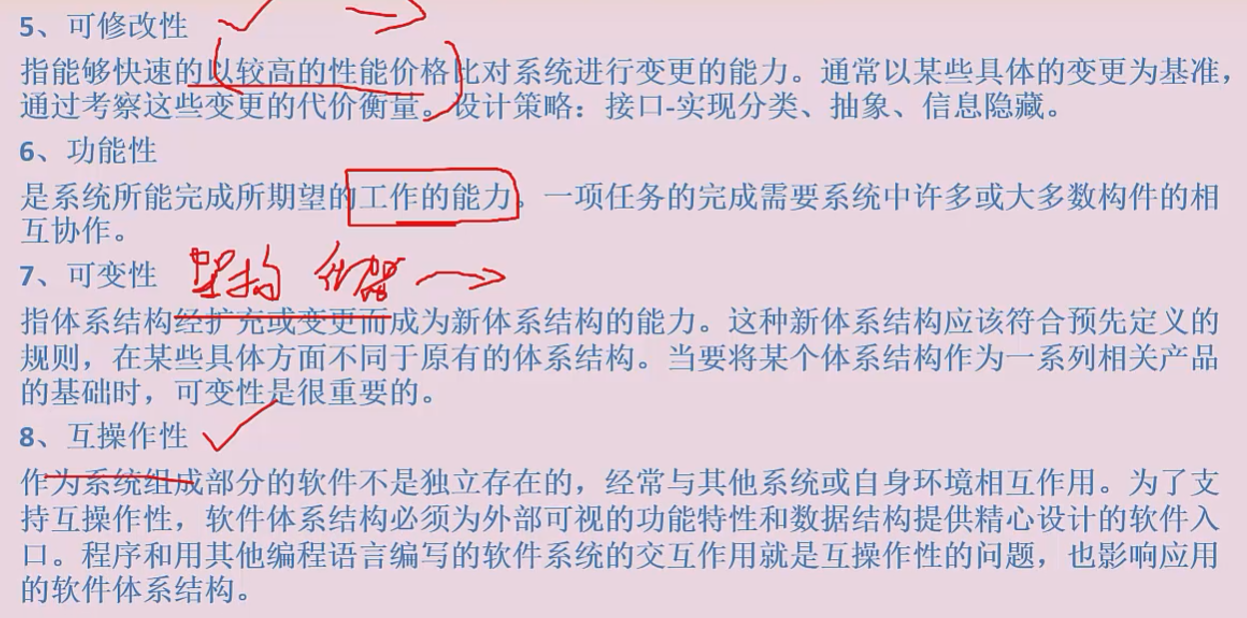 5、可修改性
指能够快速的以较高的性能价格比对系统进行变更的能力。通常以某些具体的变更为基准，
通过考察这些变更的代价衡量。设计策略：接口-实现分类、抽象、信息隐藏。
6、功能性
是系统所能完成所期望的工作的能力。一项任务的完成需要系统中许多或大多数构件的相
互协作。
7、可变性 架构
指体系结构经扩充或变更而成为新体系结构的能力。这种新体系结构应该符合预先定义的
规则，在某些具体方面不同于原有的体系结构。当要将某个体系结构作为一系列相关产品
的基础时，可变性是很重要的。
8、互操作性
作为系统组成部分的软件不是独立存在的，经常与其他系统或自身环境相互作用。为了支
持互操作性，软件体系结构必须为外部可视的功能特性和数据结构提供精心设计的软件入
口。程序和用其他编程语言编写的软件系统的交互作用就是互操作性的问题，也影响应用
的软件体系结构。